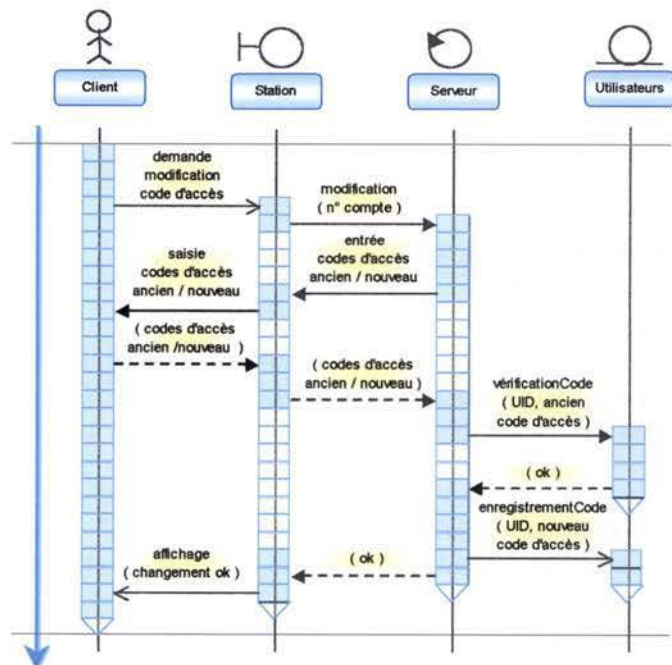 Client
Station
Serveur
Utilisateurs
demande
modification
code d'accès
modification
( n° compte )
entrée
codes d'accès
ancien / nouveau
saisie
codes d'accès
ancien / nouveau
( codes d'accès
ancien /nouveau )
( codes d'accès
ancien / nouveau )
vérificationCode
( UID, ancien
code d'accès )
( ok )
enregistrementCode
( UID, nouveau
code d'accès )
( ok )
affichage
( changement ok )